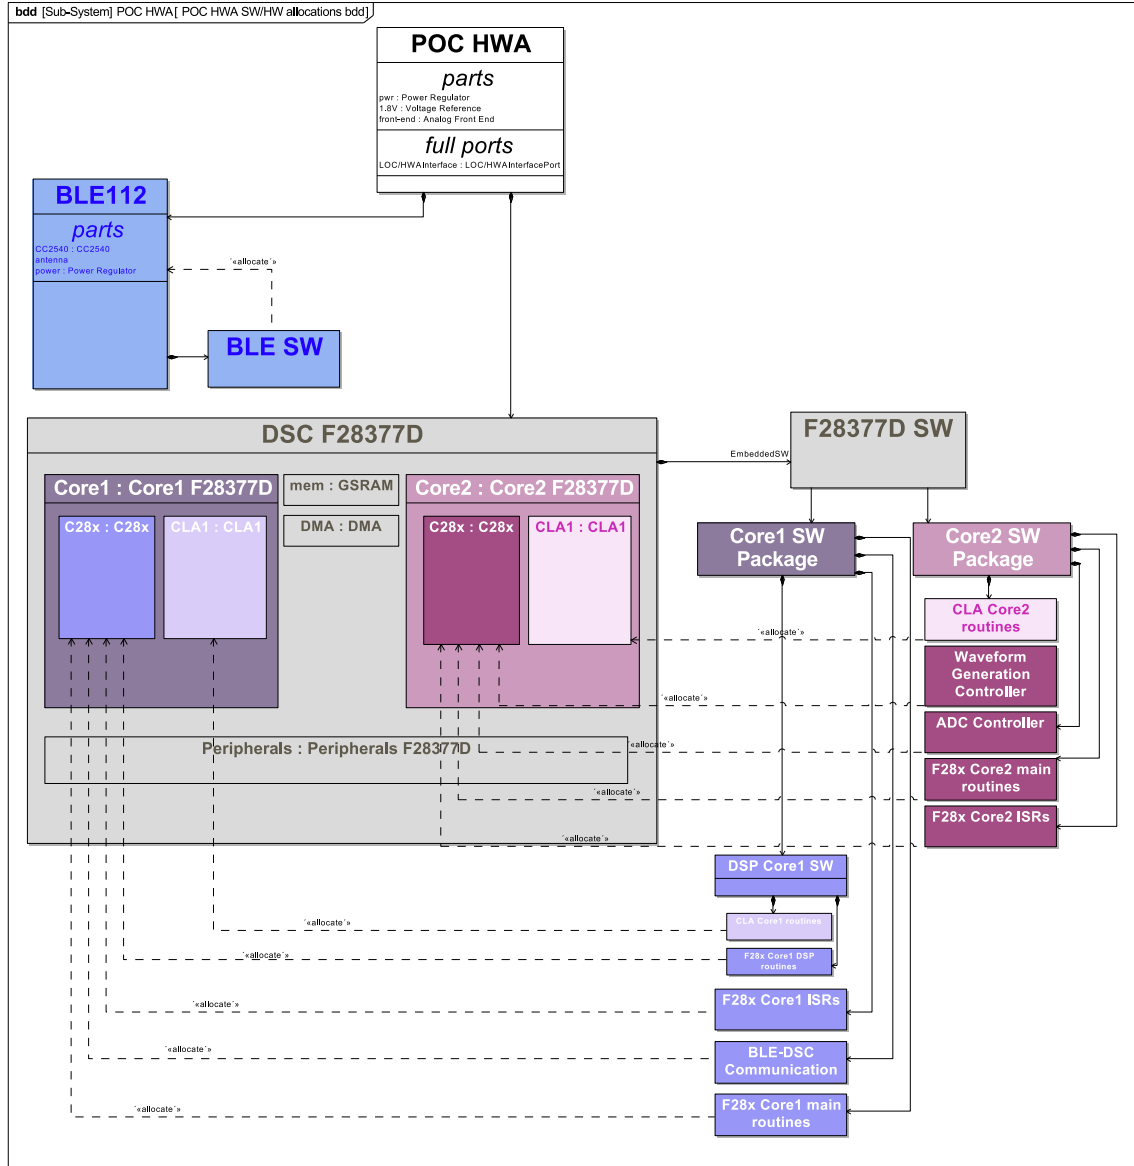 bdd [Sub-System] POC HWA[ POC HWA SW/HW allocations bdd]
POC HWA
parts
pwr : Power Regulator
1.8V : Voltage Reference
front-end : Analog Front End
full ports
LOC/HWAInterface : LOC/HWAInterfacePort
BLE112
parts
CC2540 : CC2540
antenna
power : Power Regulator
´«allocate`»
BLE SW
DSC F28377D
F28377D SW
EmbeddedSW
Core1 : Core1 F28377D
mem : GSRAM
Core2 : Core2 F28377D
C28x : C28x
CLA1 : CLA1
DMA : DMA
C28x : C28x
CLA1 : CLA1
Core1 SW
Package
Core2 SW
Package
CLA Core2
routines
´«allocate`»
Waveform
Generation
Controller
´«allocate`»
ADC Controller
Peripherals : Peripherals F28377D
´«allocate`»
F28x Core2 main
routines
´«allocate`»
F28x Core2 ISRs
´«allocate`»
DSP Core1 SW
CLA Core1 routines
´«allocate`»
F28x Core1 DSP
routines
´«allocate`»
F28x Core1 ISRs
´«allocate`»
BLE-DSC
Communication
´«allocate`»
F28x Core1 main
routines
´«allocate`»